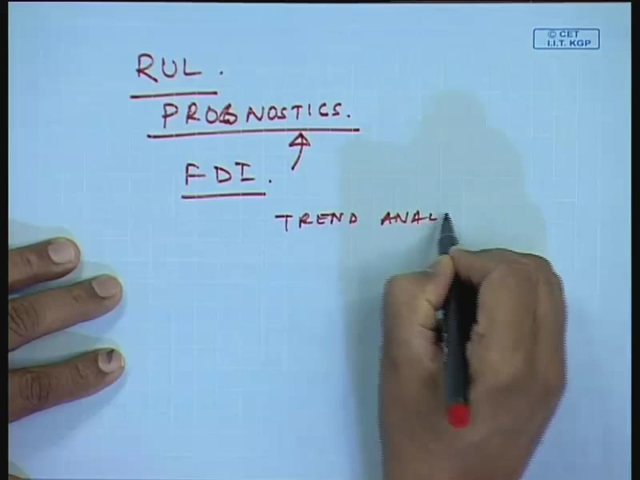 © CET
I.I.T. KGP
RUL.
PROGNOSTICS.
FDI.
TREND ANAL